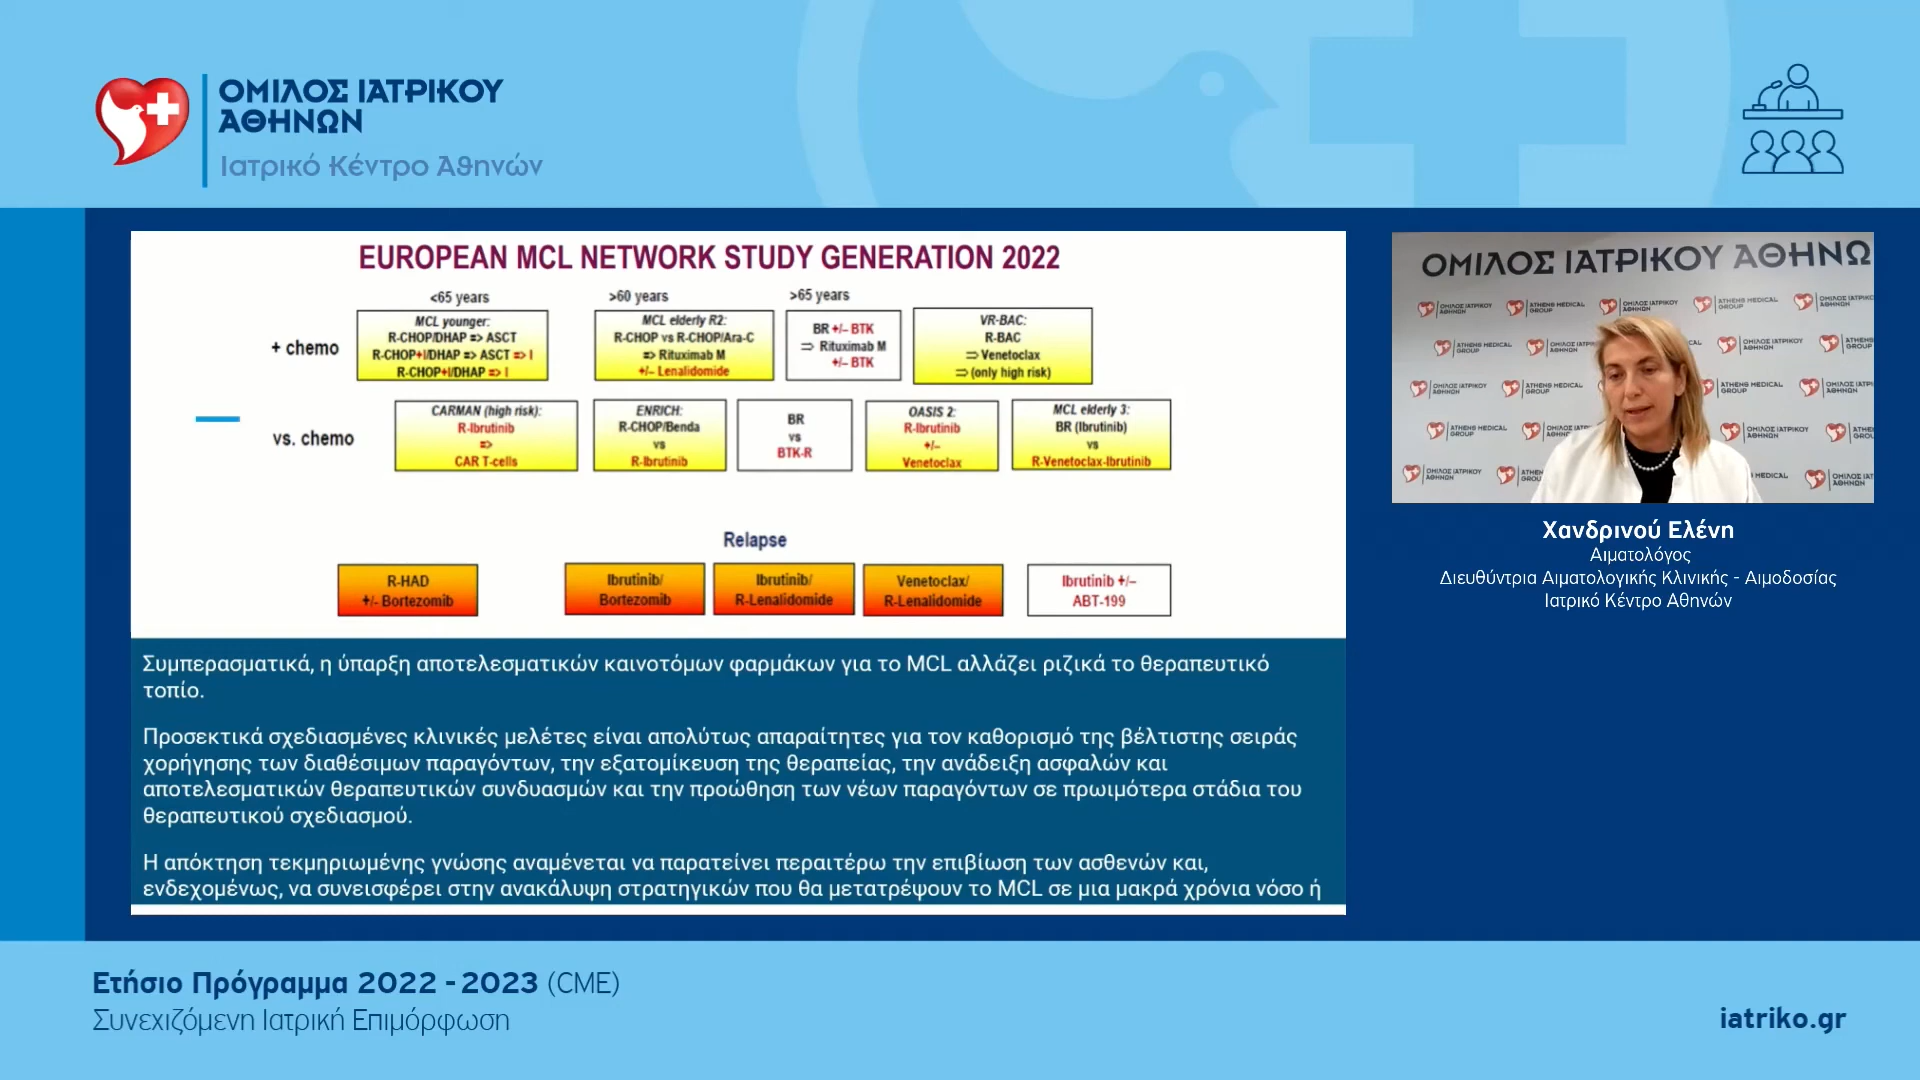 ΟΜΙΛΟΣ ΙΑΤΡΙΚΟΥ
ΑΘΗΝΩΝ
Ιατρικό Κέντρο Αθηνών
EUROPEAN MCL NETWORK STUDY GENERATION 2022
<65 years
>60 years
>65 years
+ chemo
MCL younger:
R-CHOP/DHAP => ASCT
R-CHOP+I/DHAP => ASCT => I
R-CHOP+I/DHAP => I
MCL elderly R2:
R-CHOP vs R-CHOP/Ara-C
=> Rituximab M
+/– Lenalidomide
BR +/– BTK
⇒ Rituximab M
+/– BTK
VR-BAC:
R-BAC
⇒ Venetoclax
⇒ (only high risk)
vs. chemo
CARMAN (high risk):
R-Ibrutinib
=>
CAR T-cells
ENRICH:
R-CHOP/Benda
vs
R-Ibrutinib
BR
vs
BTK-R
OASIS 2:
R-Ibrutinib
+/–
Venetoclax
MCL elderly 3:
BR (Ibrutinib)
vs
R-Venetoclax-Ibrutinib
Relapse
R-HAD
+/– Bortezomib
Ibrutinib/
Bortezomib
Ibrutinib/
R-Lenalidomide
Venetoclax/
R-Lenalidomide
Ibrutinib +/–
ABT-199
Συμπερασματικά, η ύπαρξη αποτελεσματικών καινοτόμων φαρμάκων για το MCL αλλάζει ριζικά το θεραπευτικό
τοπίο.
Προσεκτικά σχεδιασμένες κλινικές μελέτες είναι απολύτως απαραίτητες για τον καθορισμό της βέλτιστης σειράς
χορήγησης των διαθέσιμων παραγόντων, την εξατομίκευση της θεραπείας, την ανάδειξη ασφαλών και
αποτελεσματικών θεραπευτικών συνδυασμών και την προώθηση των νέων παραγόντων σε πρωιμότερα στάδια του
θεραπευτικού σχεδιασμού.
Η απόκτηση τεκμηριωμένης γνώσης αναμένεται να παρατείνει περαιτέρω την επιβίωση των ασθενών και,
ενδεχομένως, να συνεισφέρει στην ανακάλυψη στρατηγικών που θα μετατρέψουν το MCL σε μια μακρά χρόνια νόσο ή
ΟΜΙΛΟΣ ΙΑΤΡΙΚΟΥ ΑΘΗΝΩ
Χανδρινού Ελένη
Αιματολόγος
Διευθύντρια Αιματολογικής Κλινικής - Αιμοδοσίας
Ιατρικό Κέντρο Αθηνών
Ετήσιο Πρόγραμμα 2022 - 2023 (CME)
Συνεχιζόμενη Ιατρική Επιμόρφωση
iatriko.gr